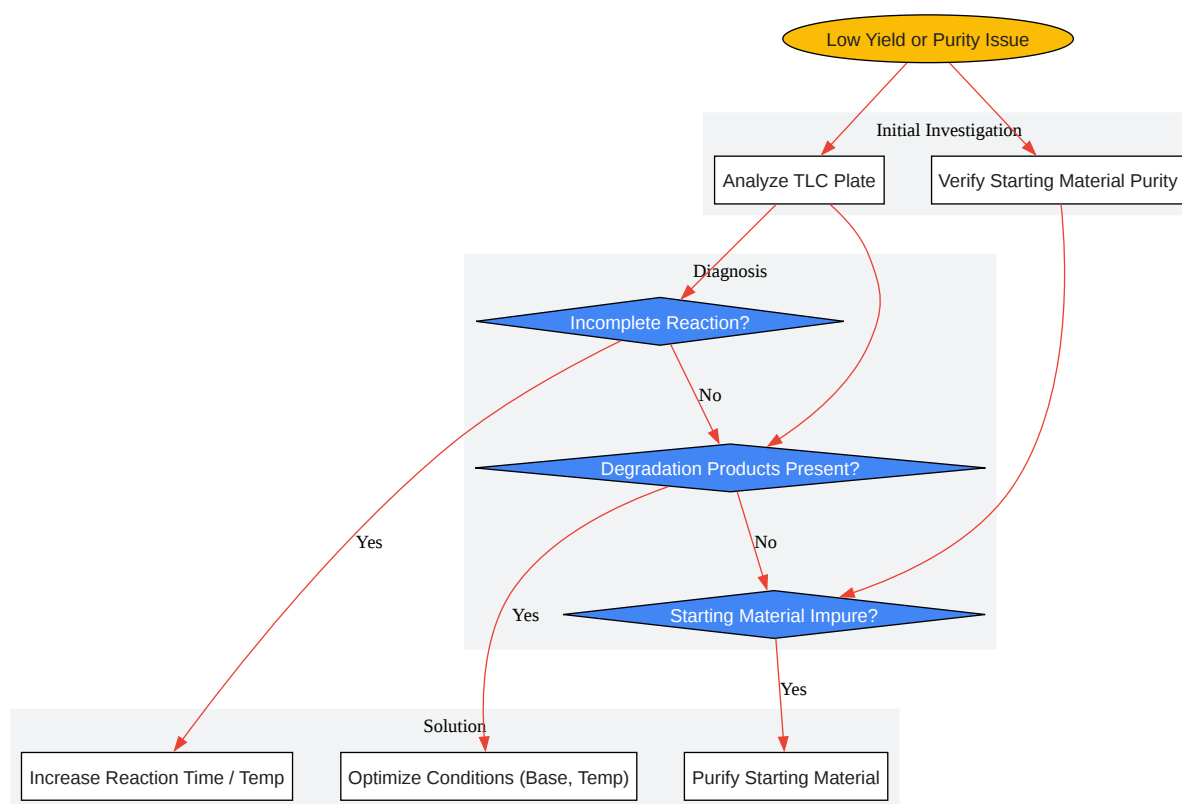 Low Yield or Purity Issue
Initial Investigation
Analyze TLC Plate
Verify Starting Material Purity
Diagnosis
Incomplete Reaction?
No
Degradation Products Present?
Yes
No
Yes
Starting Material Impure?
Yes
Solution
Increase Reaction Time / Temp
Optimize Conditions (Base, Temp)
Purify Starting Material